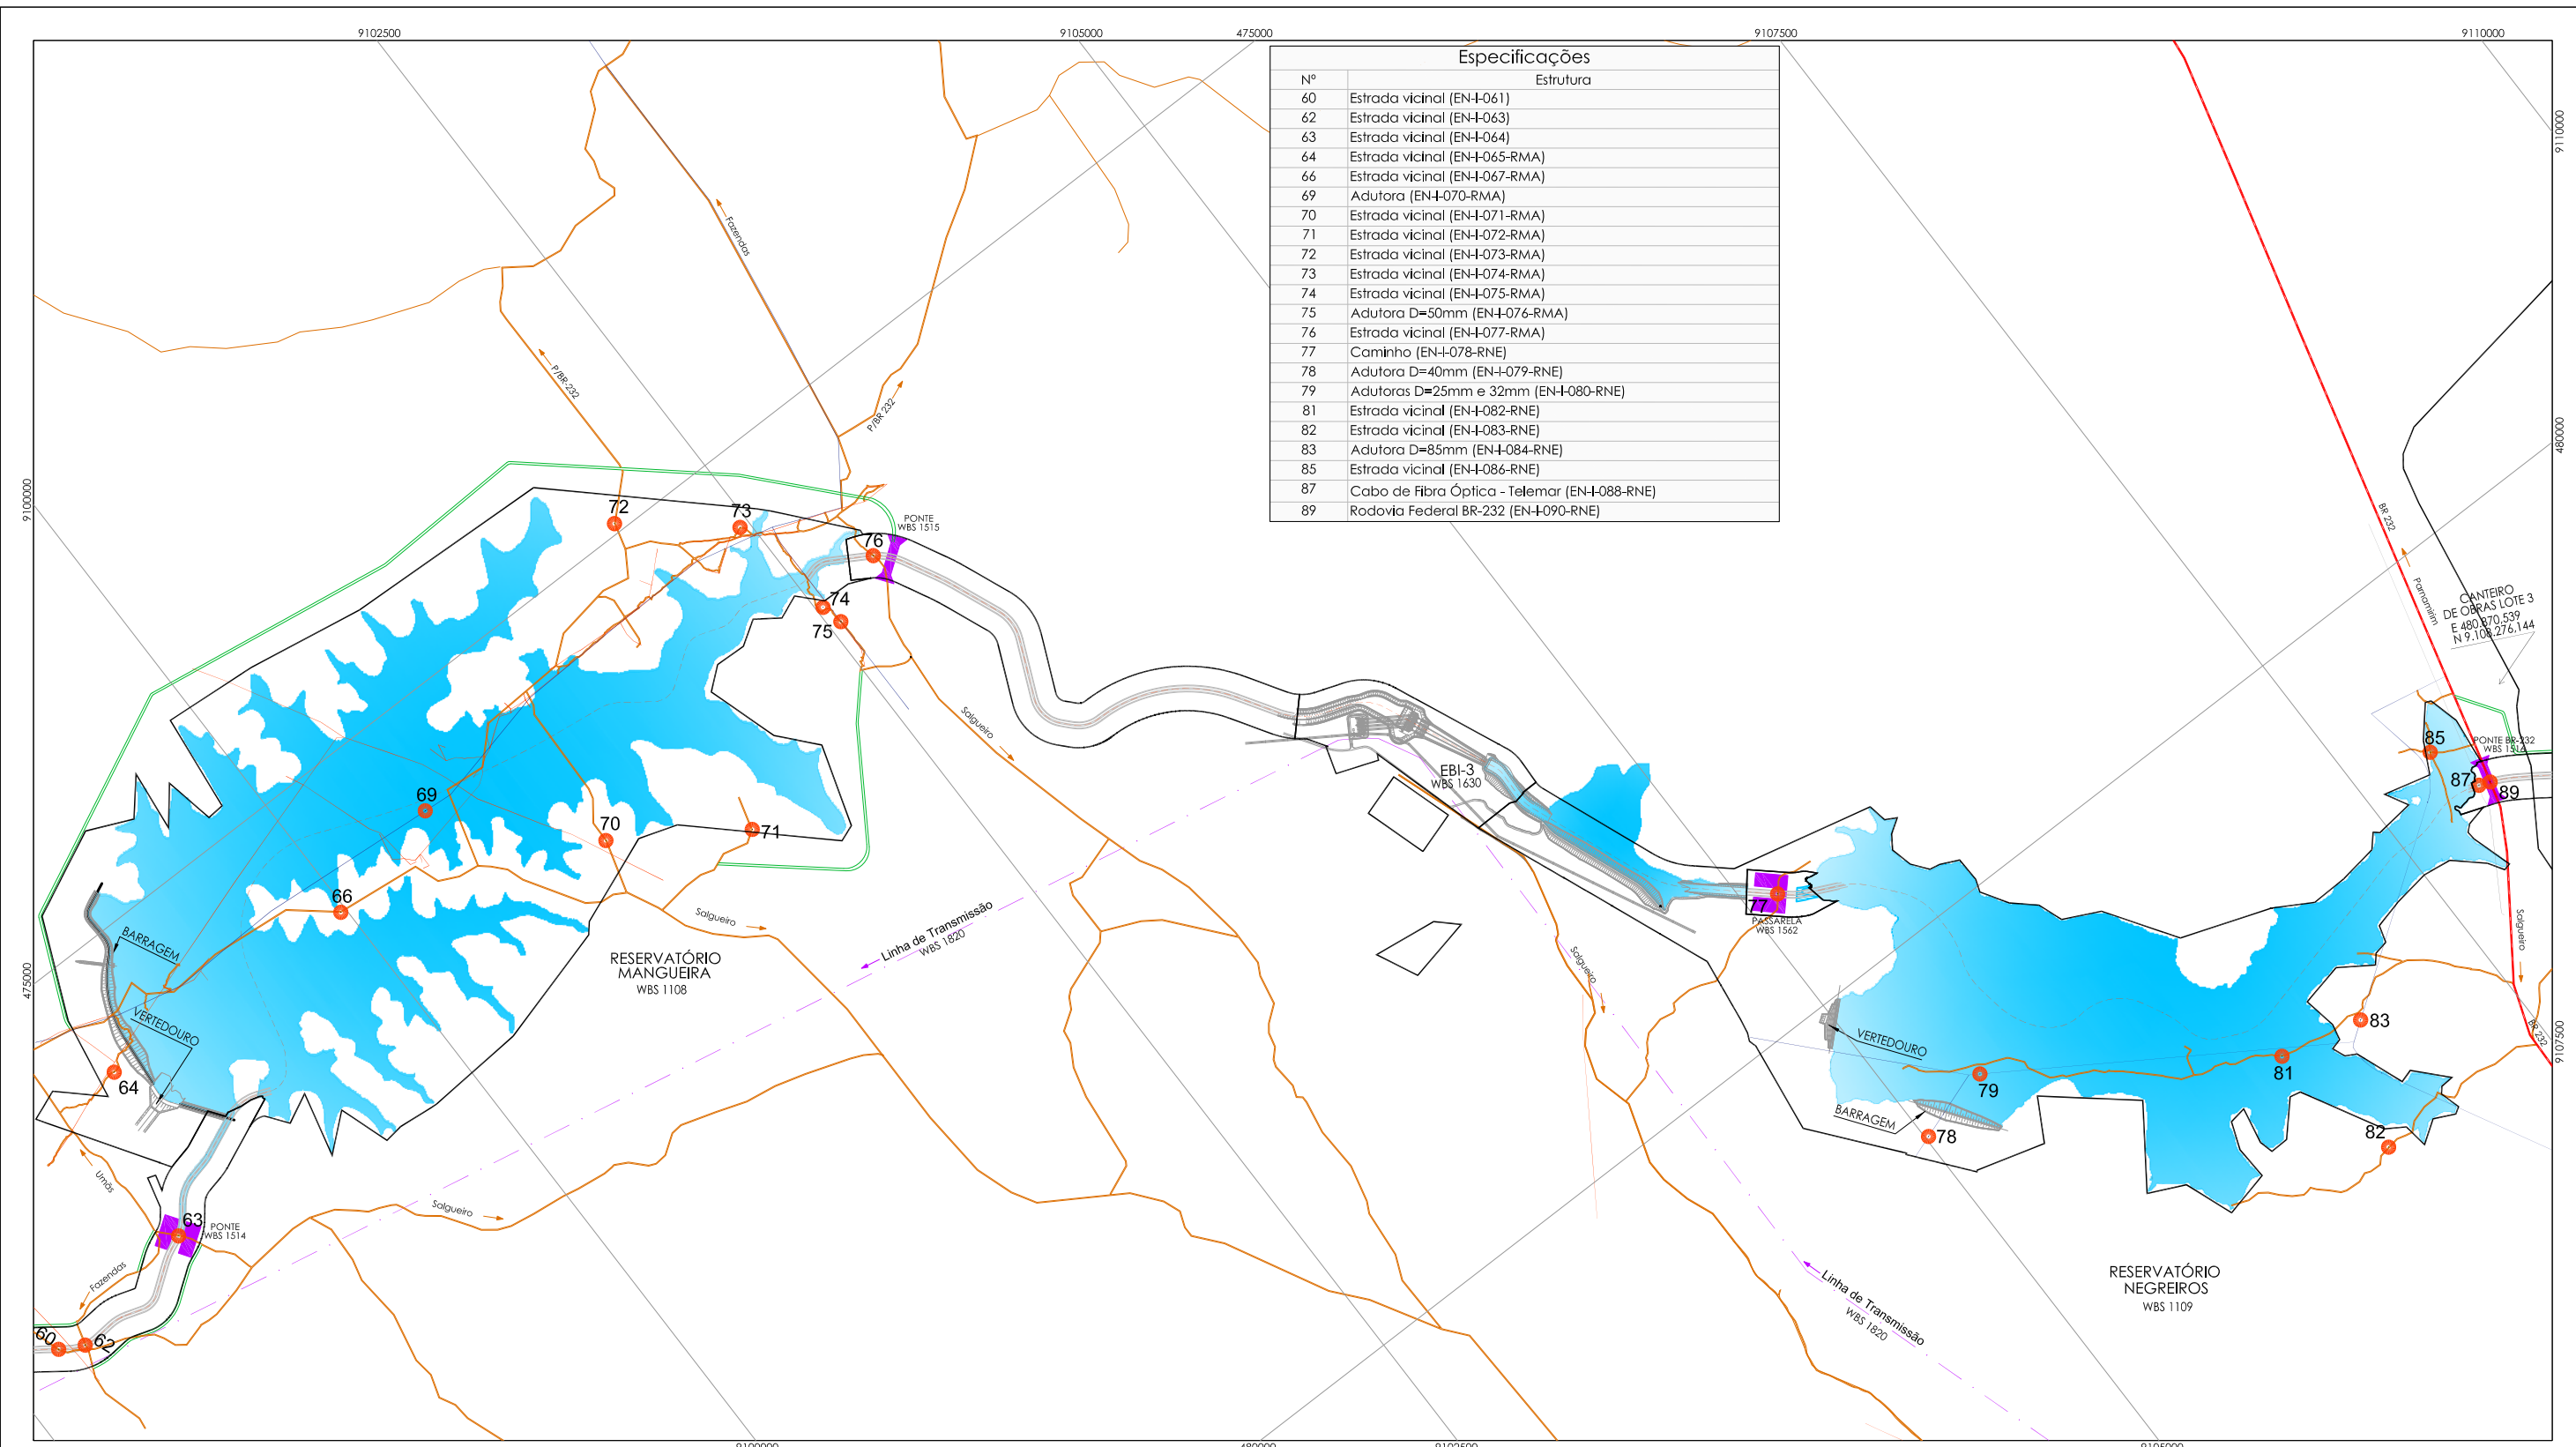 9102500
9105000
475000
9107500
9110000
Especificações
Nº Estrutura
60 Estrada vicinal (EN-I-061)
62 Estrada vicinal (EN-I-063)
63 Estrada vicinal (EN-I-064)
64 Estrada vicinal (EN-I-065-RMA)
66 Estrada vicinal (EN-I-067-RMA)
69 Adutora (EN-I-070-RMA)
70 Estrada vicinal (EN-I-071-RMA)
71 Estrada vicinal (EN-I-072-RMA)
72 Estrada vicinal (EN-I-073-RMA)
73 Estrada vicinal (EN-I-074-RMA)
74 Estrada vicinal (EN-I-075-RMA)
75 Adutora D=50mm (EN-I-076-RMA)
76 Estrada vicinal (EN-I-077-RMA)
77 Caminho (EN-I-078-RNE)
78 Adutora D=40mm (EN-I-079-RNE)
79 Adutoras D=25mm e 32mm (EN-I-080-RNE)
81 Estrada vicinal (EN-I-082-RNE)
82 Estrada vicinal (EN-I-083-RNE)
83 Adutora D=85mm (EN-I-084-RNE)
85 Estrada vicinal (EN-I-086-RNE)
87 Cabo de Fibra Óptica - Telemar (EN-I-088-RNE)
89 Rodovia Federal BR-232 (EN-I-090-RNE)
9110000
480000
9107500
9100000
475000
Fazendas
P/BR-232
P/BR 232
72
73
76
PONTE
WBS 1515
74
75
69
70
71
66
BARRAGEM
VERTEDOURO
64
RESERVATÓRIO
MANGUEIRA
WBS 1108
Salgueiro
Salgueiro
Linha de Transmissão
WBS 1820
Umãs
Salgueiro
63
PONTE
WBS 1514
Fazendas
60
62
EBI-3
WBS 1630
77
PASSARELA
WBS 1562
Salgueiro
BR 232
Parnamirim
CANTEIRO
DE OBRAS LOTE 3
E 480.870,539
N 9.108.276,144
85
PONTE BR-232
WBS 1516
87
89
Salgueiro
BR 232
83
81
82
VERTEDOURO
79
BARRAGEM
78
Linha de Transmissão
WBS 1820
RESERVATÓRIO
NEGREIROS
WBS 1109
9100000
480000
9102500
9105000